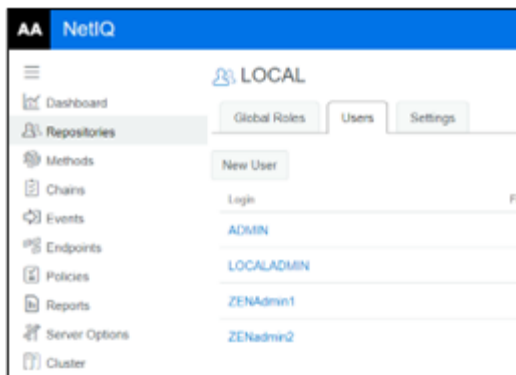 AA NetIQ
LOCAL
Dashboard
Repositories
Methods
Chains
Events
Endpoints
Policies
Reports
Server Options
Cluster
Global Roles Users Settings
New User
Login F
ADMIN
LOCALADMIN
ZENAdmin1
ZENadmin2